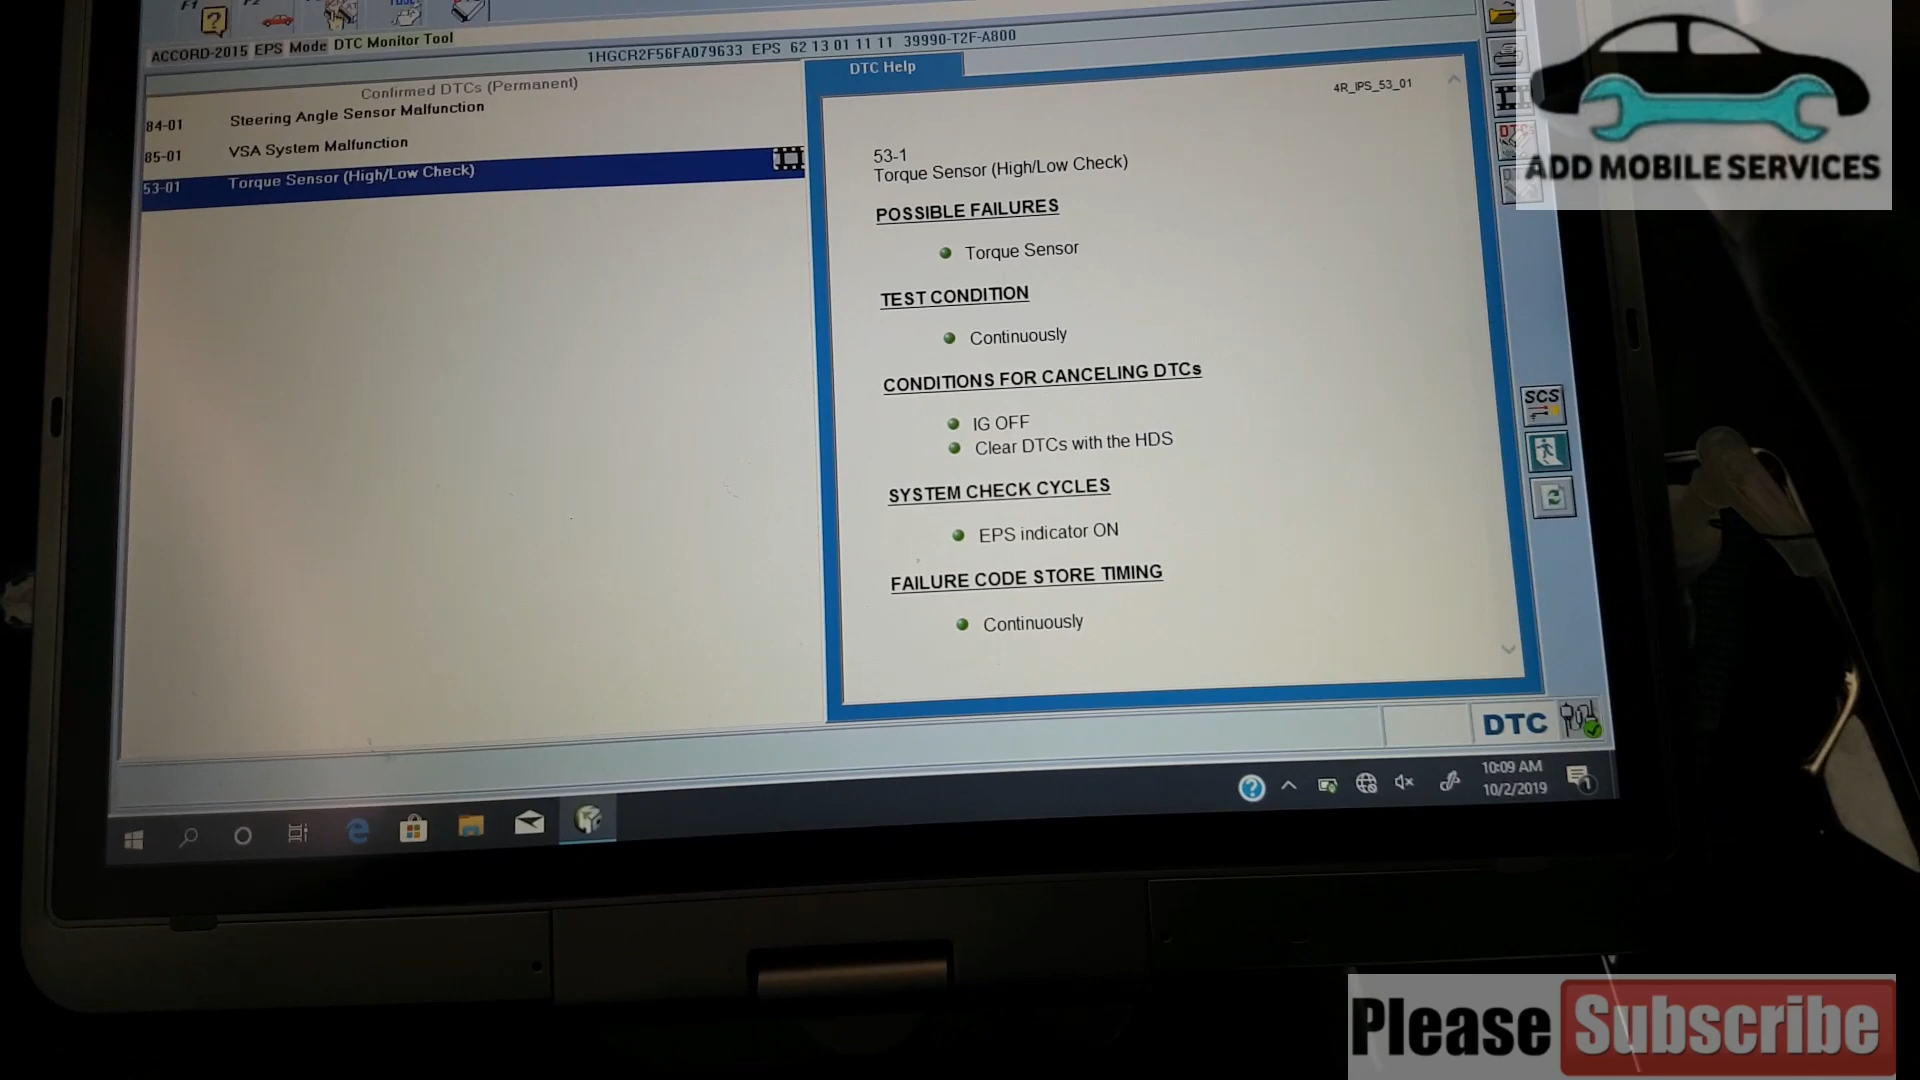 F1
F2
ACCORD-2015 EPS Mode DTC Monitor Tool
1HGCR2F56FA079633 EPS 62 13 01 11 11 39990-T2F-A800
Confirmed DTCs (Permanent)
84-01 Steering Angle Sensor Malfunction
85-01 VSA System Malfunction
53-01 Torque Sensor (High/Low Check)
DTC Help
4R_IPS_53_01
53-1
Torque Sensor (High/Low Check)
POSSIBLE FAILURES
Torque Sensor
TEST CONDITION
Continuously
CONDITIONS FOR CANCELING DTCs
IG OFF
Clear DTCs with the HDS
SYSTEM CHECK CYCLES
EPS indicator ON
FAILURE CODE STORE TIMING
Continuously
SCS
DTC
10:09 AM
10/2/2019
1
ADD MOBILE SERVICES
Please Subscribe